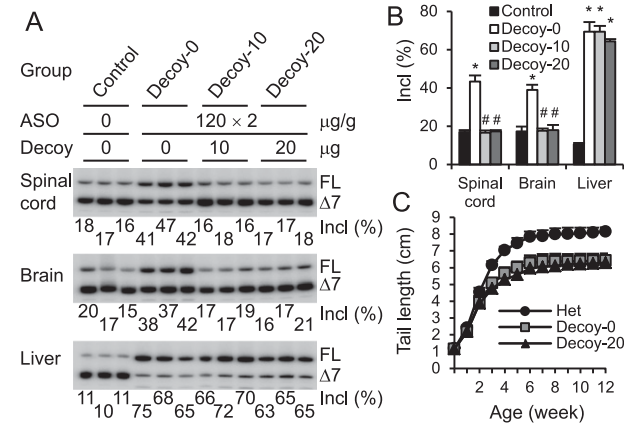 A
Group
Control
Decoy-0
Decoy-10
Decoy-20
ASO 0 120 × 2 µg/g
Decoy 0 0 10 20 µg
Spinal cord
FL
Δ7
18 17 16 41 47 42 16 18 16 17 17 18 Incl (%)
Brain
FL
Δ7
20 17 15 38 37 42 17 17 19 16 17 21 Incl (%)
Liver
FL
Δ7
11 10 11 75 68 65 66 72 70 63 65 65 Incl (%)
B
Incl (%)
80
60
40
20
0
Control
Decoy-0
Decoy-10
Decoy-20
* # # * # # * * *
Spinal cord
Brain
Liver
C
Tail length (cm)
9
8
7
6
5
4
3
2
1
0
Het
Decoy-0
Decoy-20
2 4 6 8 10 12
Age (week)